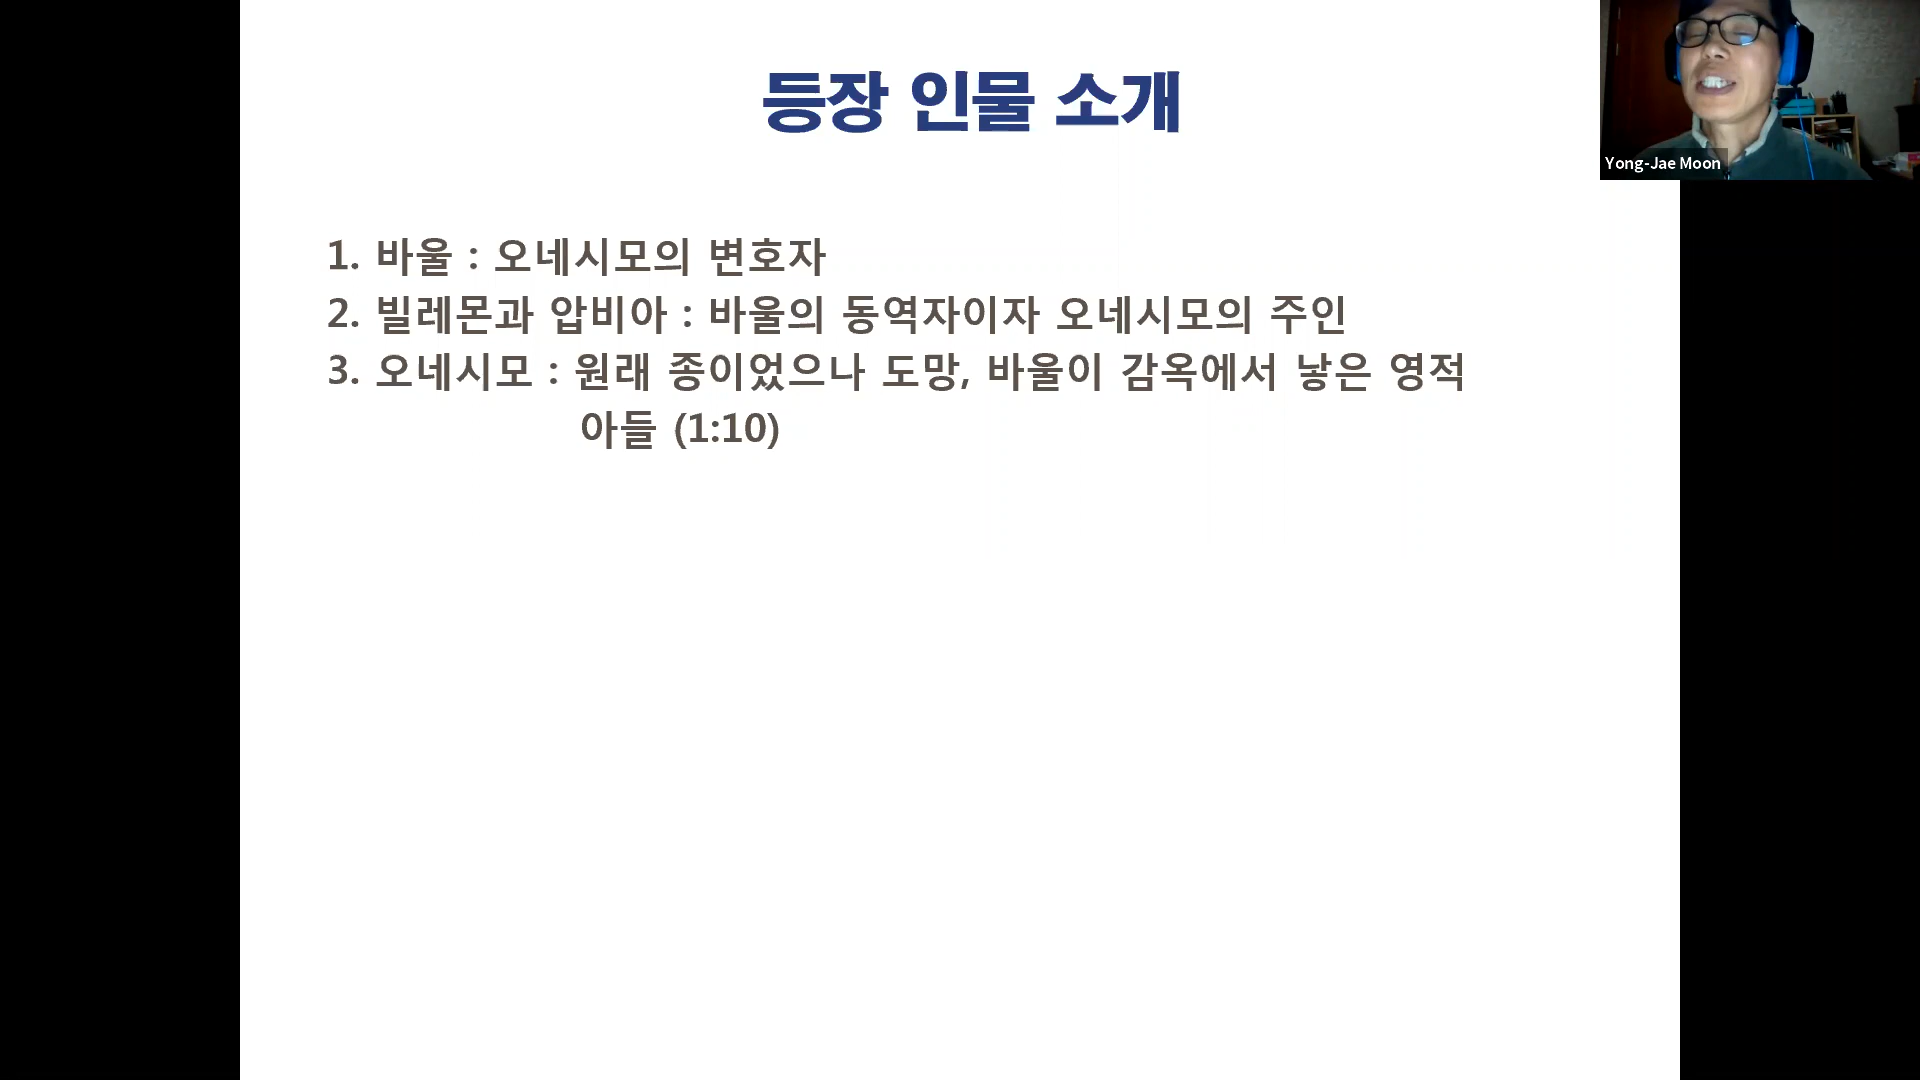 등장 인물 소개
1. 바울 : 오네시모의 변호자
2. 빌레몬과 압비아 : 바울의 동역자이자 오네시모의 주인
3. 오네시모 : 원래 종이었으나 도망, 바울이 감옥에서 낳은 영적
아들 (1:10)
Yong-Jae Moon